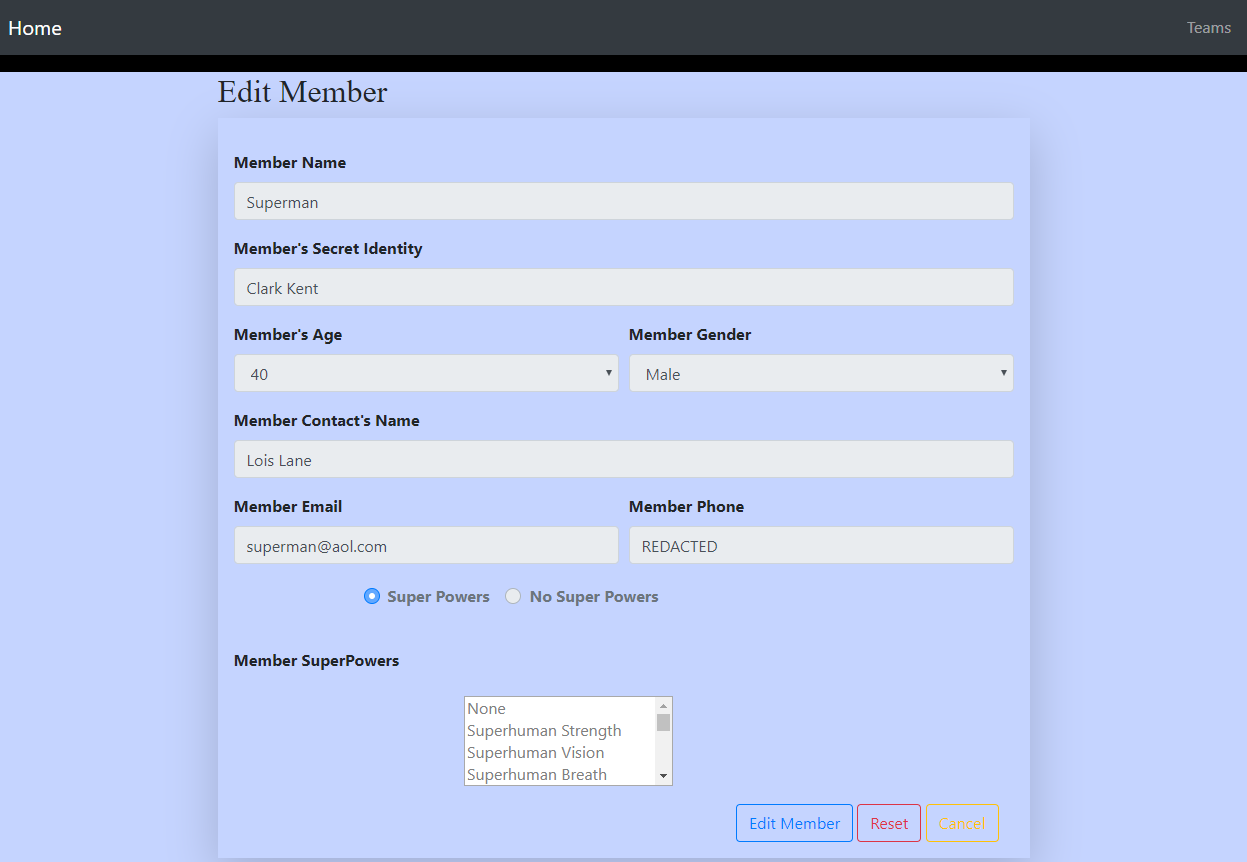 Home Teams
Edit Member
Member Name
Superman
Member's Secret Identity
Clark Kent
Member's Age Member Gender
40 Male
Member Contact's Name
Lois Lane
Member Email Member Phone
superman@aol.com REDACTED
Super Powers No Super Powers
Member SuperPowers
None
Superhuman Strength
Superhuman Vision
Superhuman Breath
Edit Member Reset Cancel